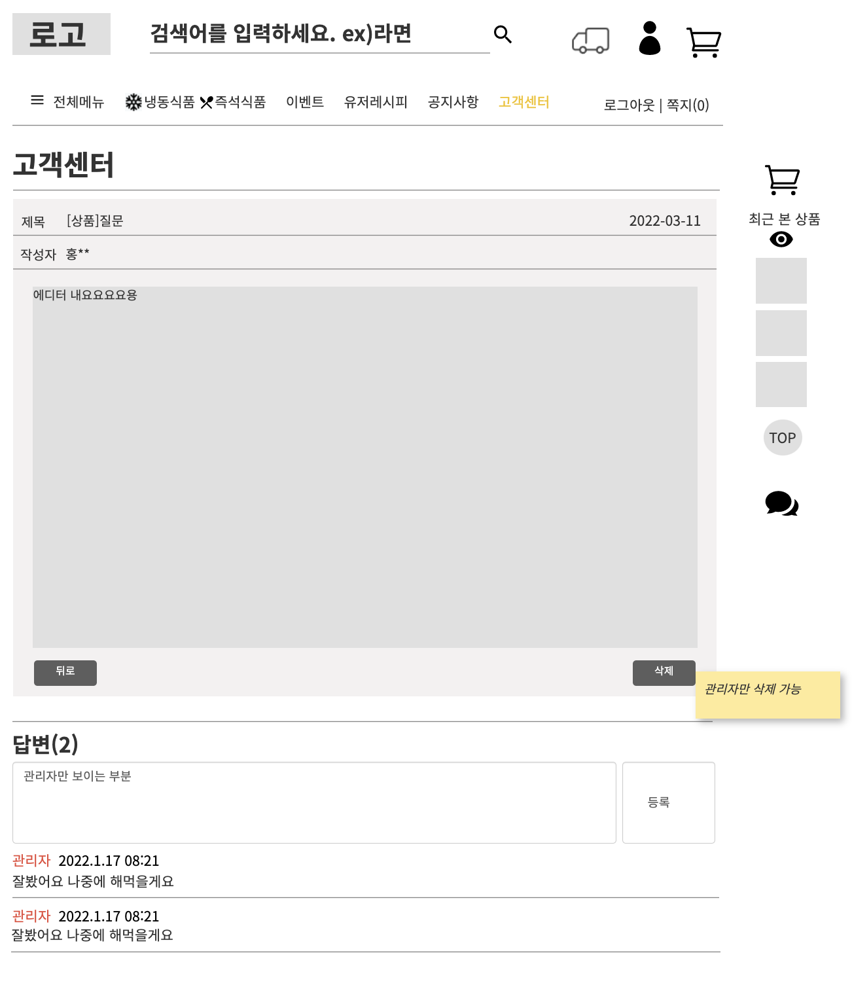 로고
검색어를 입력하세요. ex)라면
전체메뉴 냉동식품 즉석식품 이벤트 유저레시피 공지사항 고객센터 로그아웃 | 쪽지(0)
고객센터
제목 [상품]질문 2022-03-11
작성자 홍**
에디터 내요요요요용
최근 본 상품
TOP
뒤로 삭제
관리자만 삭제 가능
답변(2)
관리자만 보이는 부분
등록
관리자 2022.1.17 08:21
잘봤어요 나중에 해먹을게요
관리자 2022.1.17 08:21
잘봤어요 나중에 해먹을게요